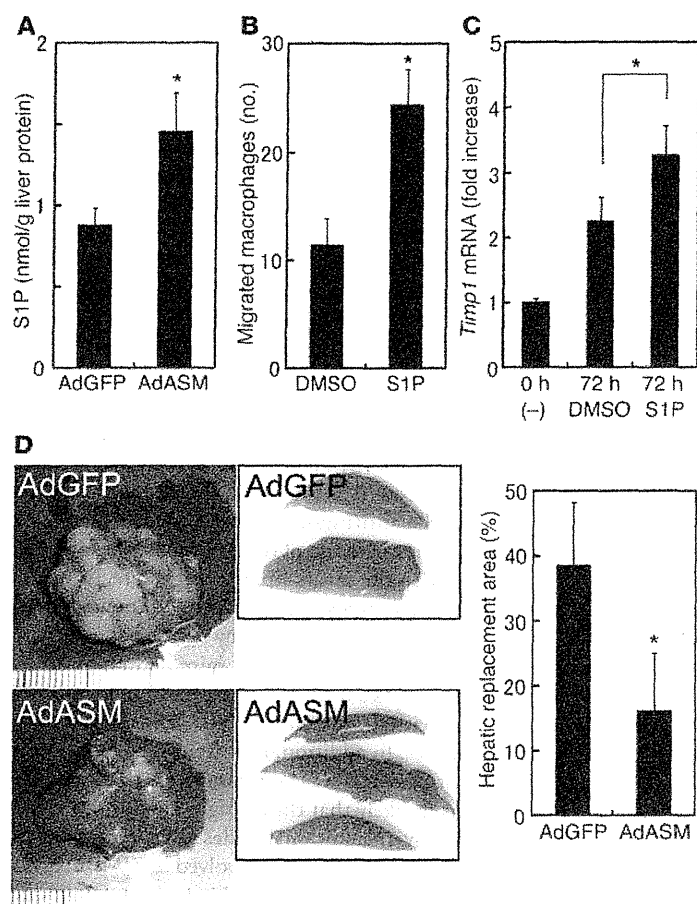 A
S1P (nmol/g liver protein)
2
1
0
AdGFP AdASM
*
B
Migrated macrophages (no.)
30
20
10
0
DMSO S1P
*
C
Timp1 mRNA (fold increase)
5
4
3
2
1
0
*
0 h 72 h 72 h
(–) DMSO S1P
D
AdGFP
AdGFP
AdASM
AdASM
Hepatic replacement area (%)
50
40
30
20
10
0
*
AdGFP AdASM